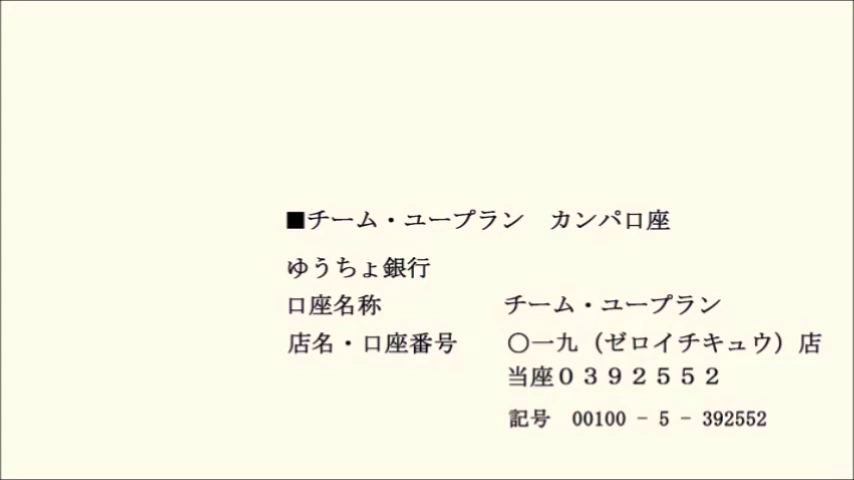 ■チーム・ユープラン　カンパ口座
ゆうちょ銀行
口座名称　チーム・ユープラン
店名・口座番号　〇一九（ゼロイチキュウ）店
当座０３９２５５２
記号　00100 － 5 － 392552